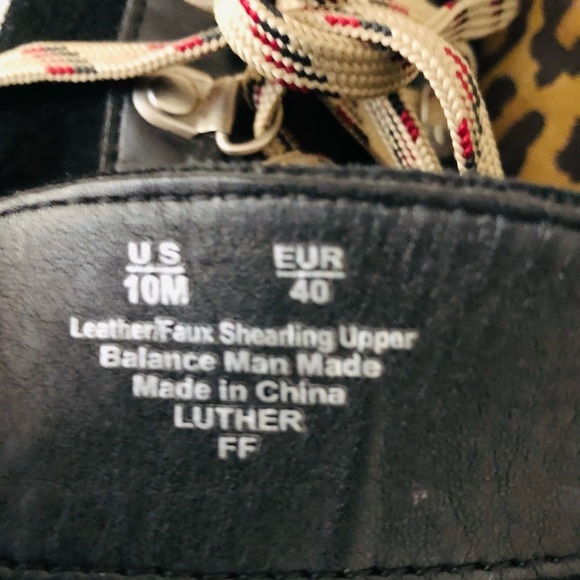 US EUR
10M 40
Leather/Faux Shearling Upper
Balance Man Made
Made in China
LUTHER
FF